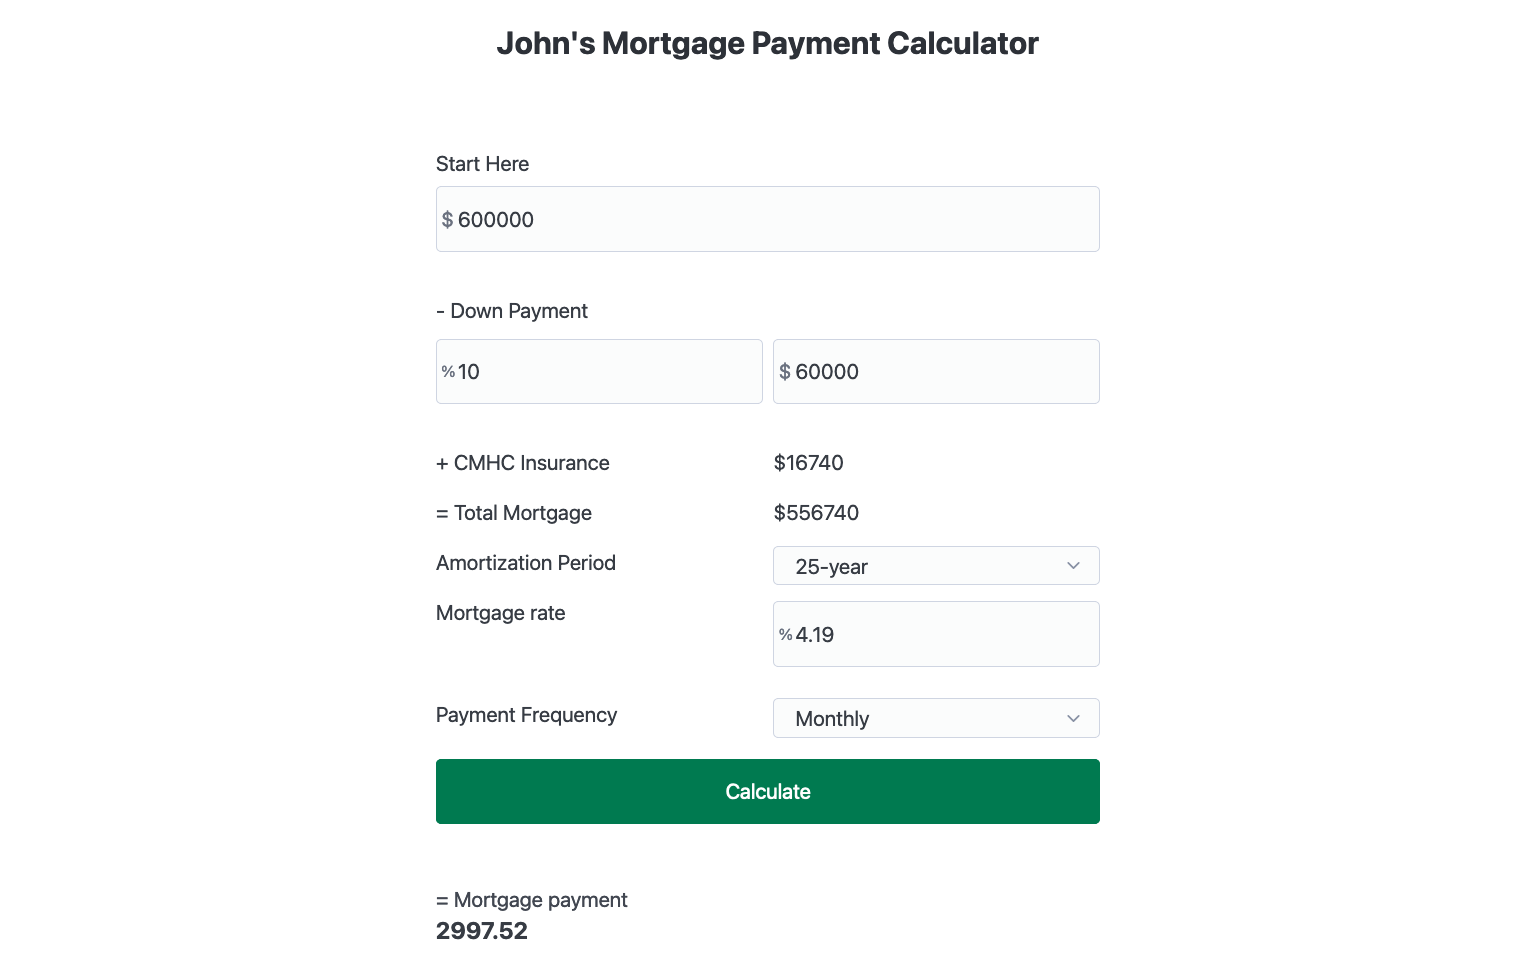 John's Mortgage Payment Calculator
Start Here
$ 600000
- Down Payment
% 10
$ 60000
+ CMHC Insurance
$16740
= Total Mortgage
$556740
Amortization Period
25-year
Mortgage rate
% 4.19
Payment Frequency
Monthly
Calculate
= Mortgage payment
2997.52